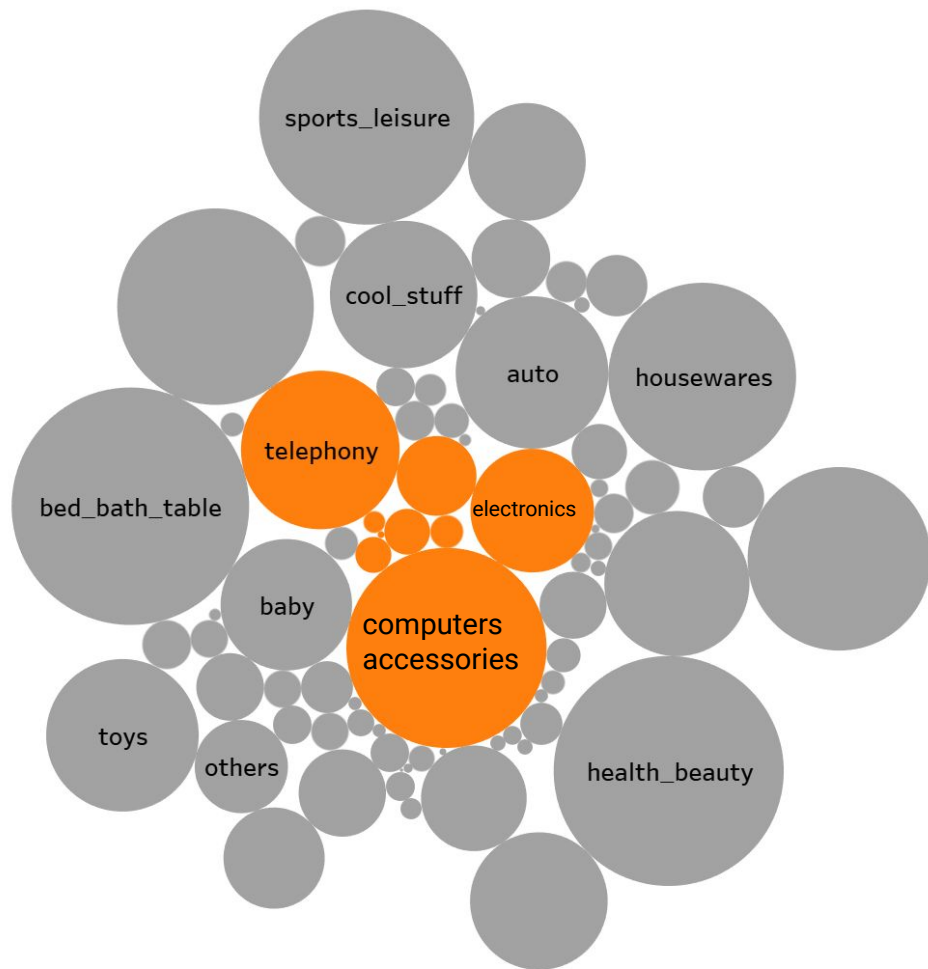 sports_leisure
cool_stuff
auto
housewares
telephony
bed_bath_table
electronics
baby
computers
accessories
toys
others
health_beauty